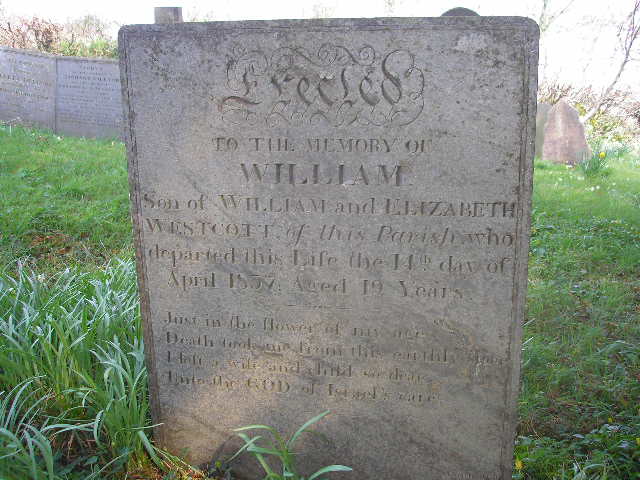 Erected
TO THE MEMORY OF
WILLIAM
Son of WILLIAM and ELIZABETH
WESTCOTT, of this Parish who
departed this Life the 14th day of
April 1837, Aged 19 Years.
Just in the flower of my age
Death took me from this earthly
I left a wife and child so dear
Unto the GOD of Israel's care